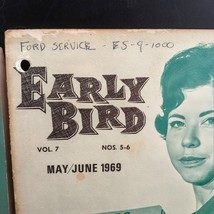 FORD SERVICE - ES-9-1000
EARLY
BIRD
VOL 7 NOS. 5-6
MAY/JUNE 1969